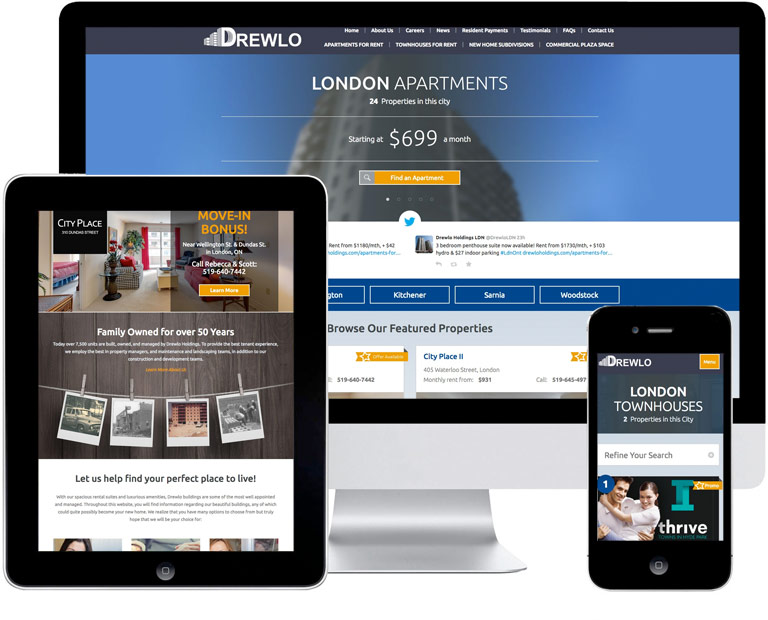 DREWLO
Home | About Us | Careers | News | Resident Payments | Testimonials | FAQs | Contact Us
APARTMENTS FOR RENT | TOWNHOUSES FOR RENT | NEW HOME SUBDIVISIONS | COMMERCIAL PLAZA SPACE
LONDON APARTMENTS
24 Properties in this city
Starting at $699 a month
Find an Apartment
Drewlo Holdings LDN @DrewloLDN 23h
Rent from $1180/mth, + $42
3 bedroom penthouse suite now available! Rent from $1730/mth, + $103
oldings.com/apartments-For...
hydro & $27 indoor parking #LdnOnt drewloholdings.com/apartments-For...
gton
Kitchener
Sarnia
Woodstock
Browse Our Featured Properties
Offer Available
City Place II
405 Waterloo Street, London
519-640-7442
Monthly rent from: $931
Call: 519-645-497
CITY PLACE
510 DUNDAS STREET
MOVE-IN
BONUS!
Near Wellington St. & Dundas St.
in London, ON
Call Rebecca & Scott:
519-640-7442
Learn More
Family Owned for over 50 Years
Today over 7,500 units are built, owned, and managed by Drewlo Holdings. To provide the best tenant experience,
we employ the best in property managers, and maintenance and landscaping teams, in addition to our
construction and development teams.
Learn More About Us
Let us help find your perfect place to live!
With our spacious rental suites and luxurious amenities, Drewlo buildings are some of the most well appointed
and managed. Throughout this website, you will find information regarding our beautiful buildings, any of which
could quite possibly become your new home. We realize that you have many options to choose from but truly
hope that we will be your choice for:
DREWLO
Menu
LONDON
TOWNHOUSES
2 Properties in this City
Refine Your Search
1
Promo
thrive
TOWNS IN HYDE PARK